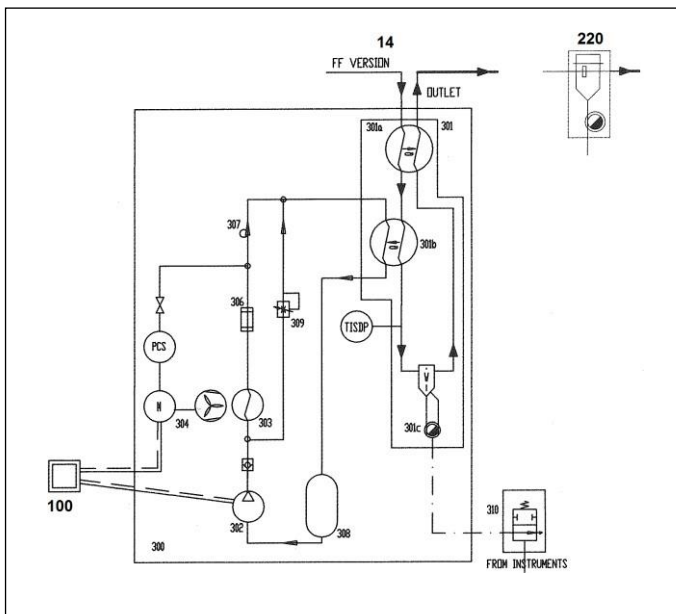 14
220
FF VERSION
OUTLET
301a
301
307
301b
306
309
TISDP
PCS
N
303
304
301c
100
302
308
310
300
FROM INSTRUMENTS